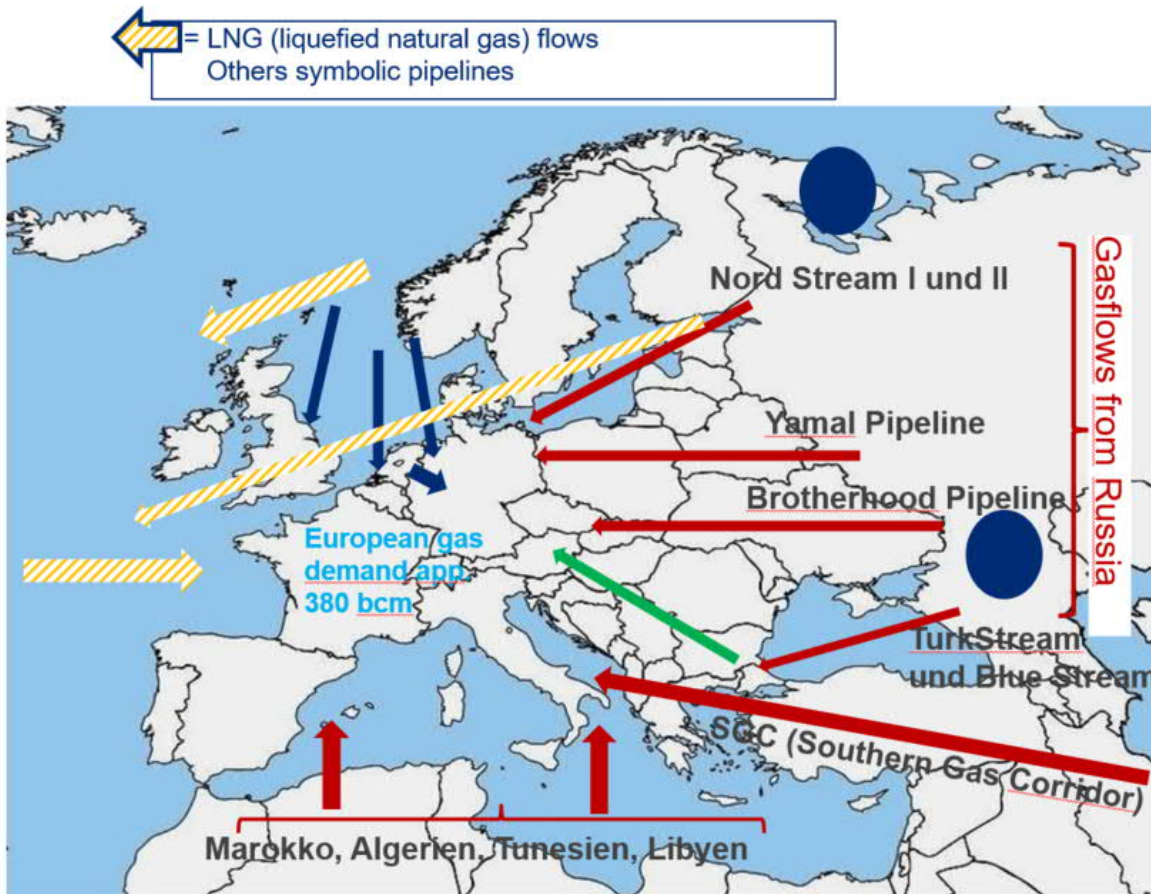 = LNG (liquefied natural gas) flows
Others symbolic pipelines
Nord Stream I und II
Gasflows from Russia
Yamal Pipeline
Brotherhood Pipeline
European gas
demand app.
380 bcm
TurkStream
und Blue Stream
SGC (Southern Gas Corridor)
Marokko, Algerien, Tunesien, Libyen